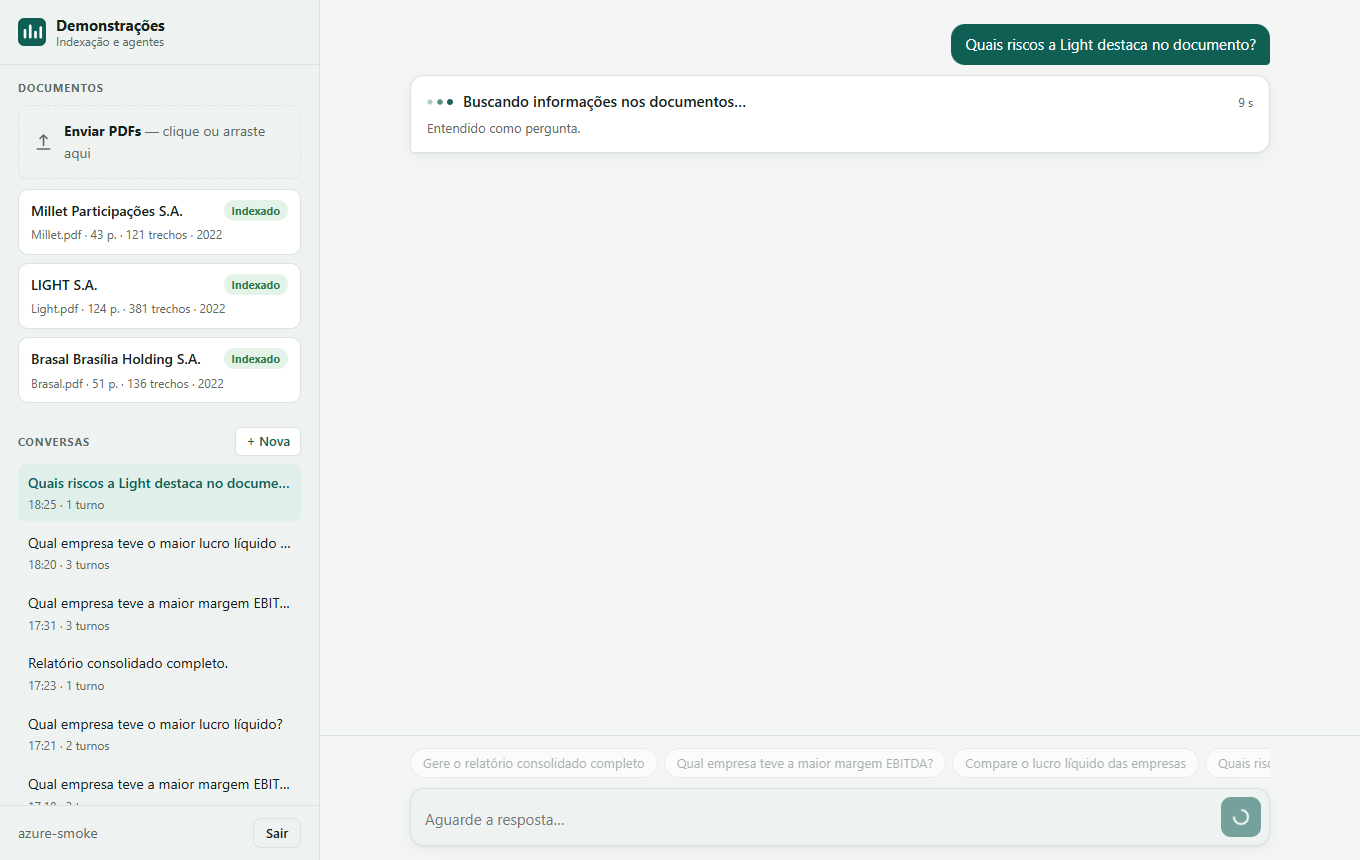 Demonstrações
Indexação e agentes
DOCUMENTOS
Enviar PDFs — clique ou arraste
aqui
Millet Participações S.A.
Indexado
Millet.pdf · 43 p. · 121 trechos · 2022
LIGHT S.A.
Indexado
Light.pdf · 124 p. · 381 trechos · 2022
Brasal Brasília Holding S.A.
Indexado
Brasal.pdf · 51 p. · 136 trechos · 2022
CONVERSAS
+ Nova
Quais riscos a Light destaca no docume...
18:25 · 1 turno
Qual empresa teve o maior lucro líquido ...
18:20 · 3 turnos
Qual empresa teve a maior margem EBIT...
17:31 · 3 turnos
Relatório consolidado completo.
17:23 · 1 turno
Qual empresa teve o maior lucro líquido?
17:21 · 2 turnos
Qual empresa teve a maior margem EBIT...
azure-smoke
Sair
Quais riscos a Light destaca no documento?
Buscando informações nos documentos...
9 s
Entendido como pergunta.
Gere o relatório consolidado completo
Qual empresa teve a maior margem EBITDA?
Compare o lucro líquido das empresas
Quais
Aguarde a resposta...